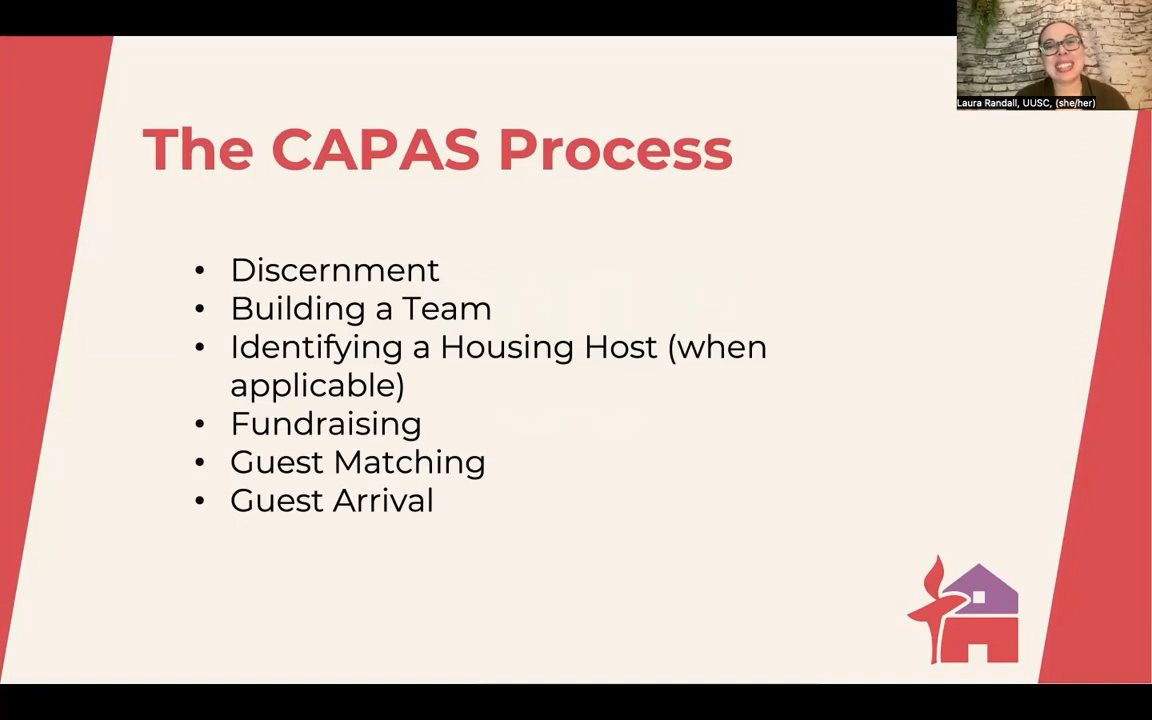 Laura Randall, UUSC, (she/her)
The CAPAS Process
• Discernment
• Building a Team
• Identifying a Housing Host (when
applicable)
• Fundraising
• Guest Matching
• Guest Arrival